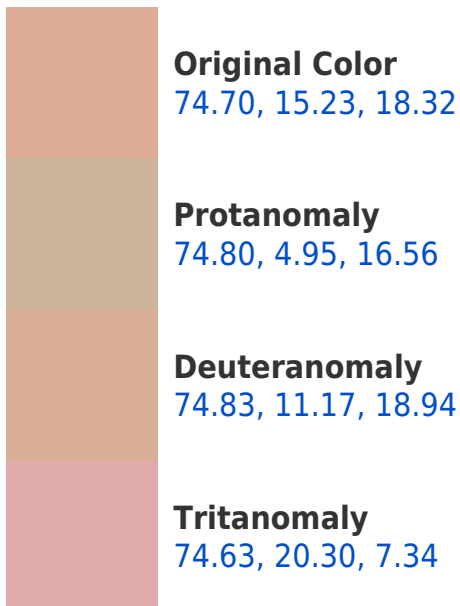 Original Color
74.70, 15.23, 18.32
Protanomaly
74.80, 4.95, 16.56
Deuteranomaly
74.83, 11.17, 18.94
Tritanomaly
74.63, 20.30, 7.34